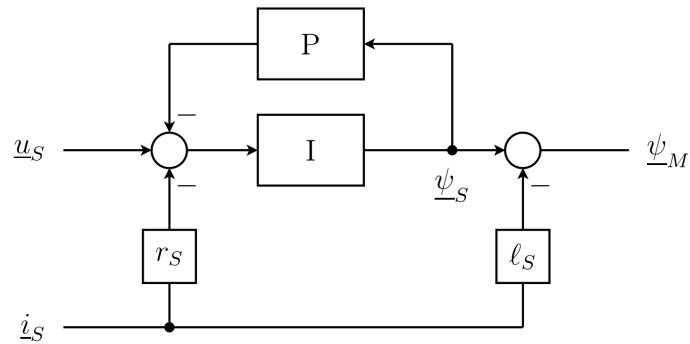 P
−
u_S I ψ_M
− ψ_S −
r_S ℓ_S
i_S